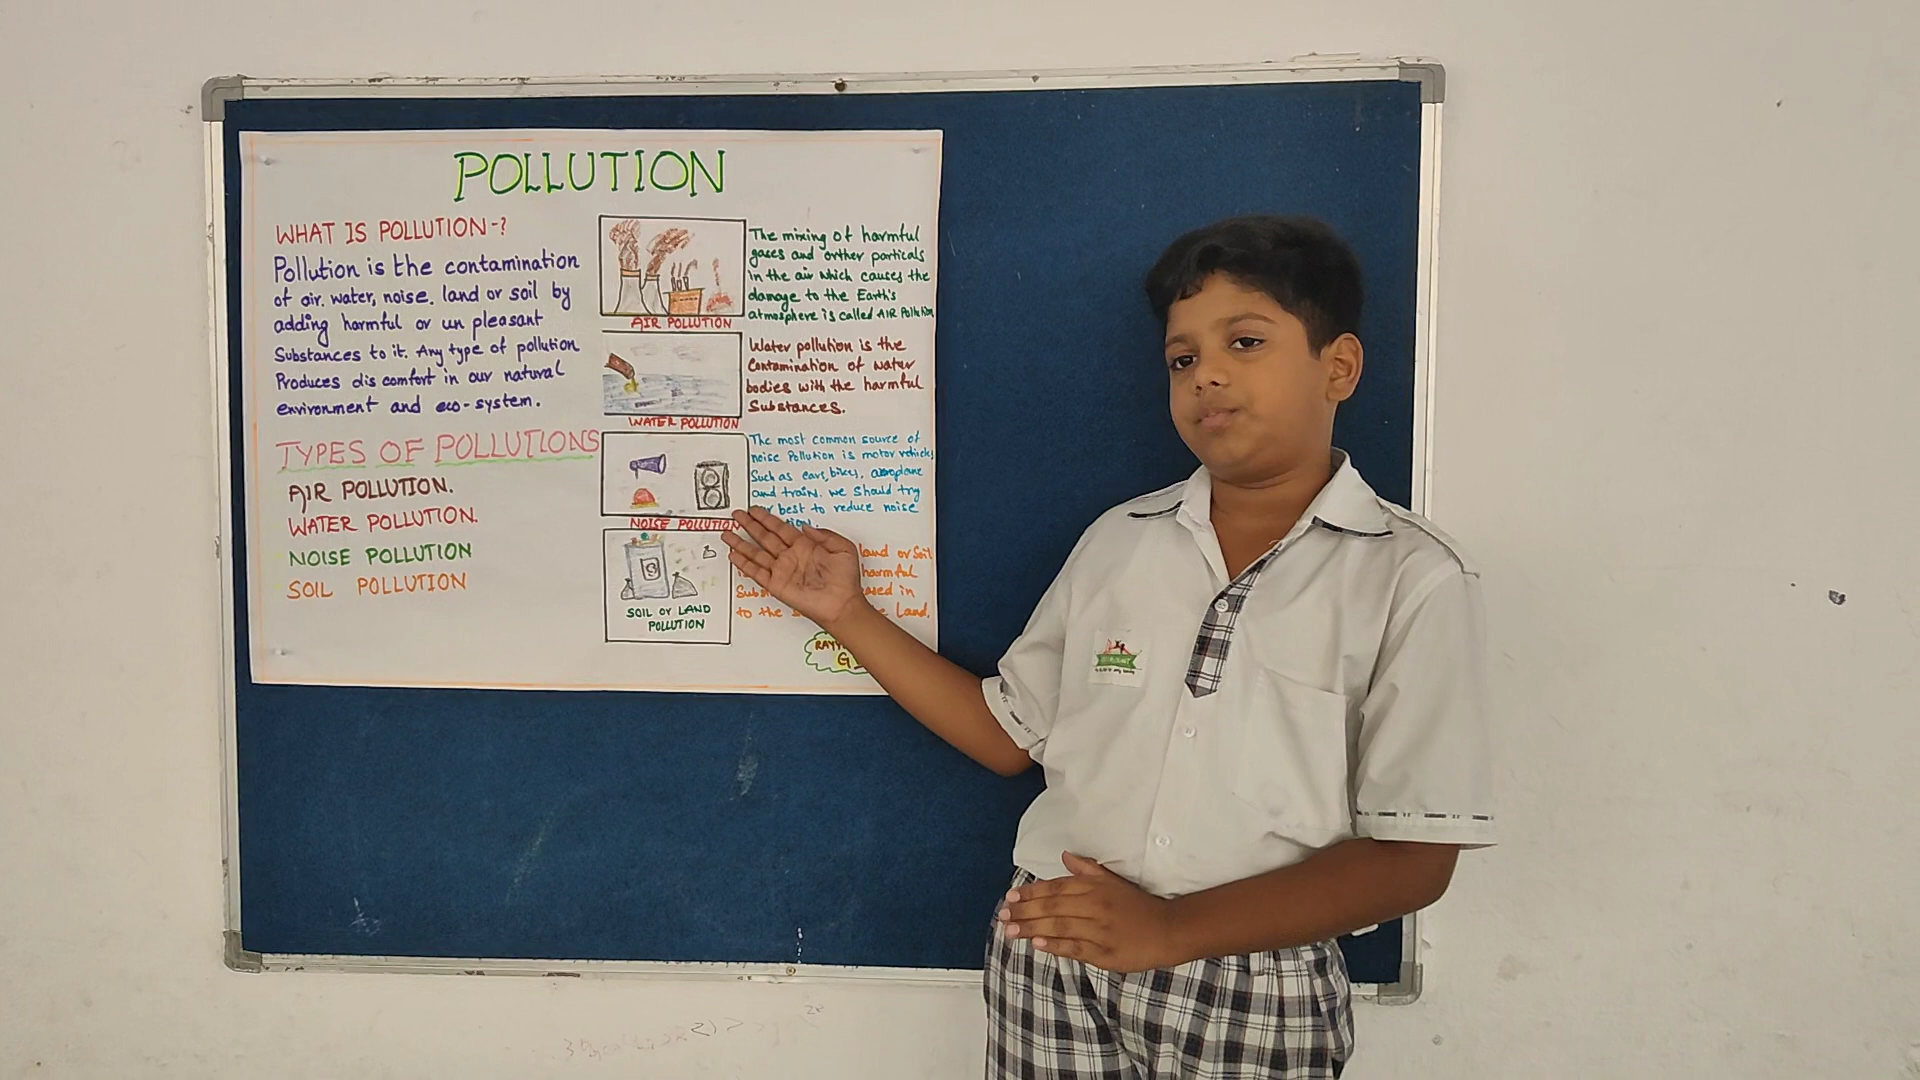 POLLUTION
WHAT IS POLLUTION-?
Pollution is the contamination
of air. water, noise. land or soil by
adding harmful or un pleasant
Substances to it. Any type of pollution
Produces dis comfort in our natural
environment and eco-system.
TYPES OF POLLUTIONS
AIR POLLUTION.
WATER POLLUTION.
NOISE POLLUTION
SOIL POLLUTION
AIR POLLUTION
The mixing of harmful
gases and orther particals
in the air which causes the
damage to the Earth's
atmosphere is called AIR Pollution
WATER POLLUTION
Water pollution is the
Contamination of water
bodies with the harmful
Substances.
NOISE POLLUTION
The most common source of
noise Pollution is motor vehicles
Such as cars, bikes, aeroplane
and train. we should try
best to reduce noise
SOIL or LAND
POLLUTION
land or Soil
harmful
in
to the Land.